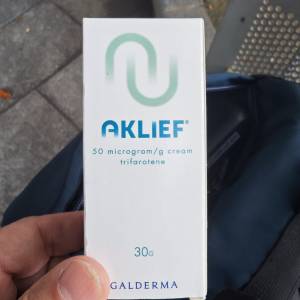 AKLIEF®
50 microgram/g cream
trifarotene
30G
GALDERMA